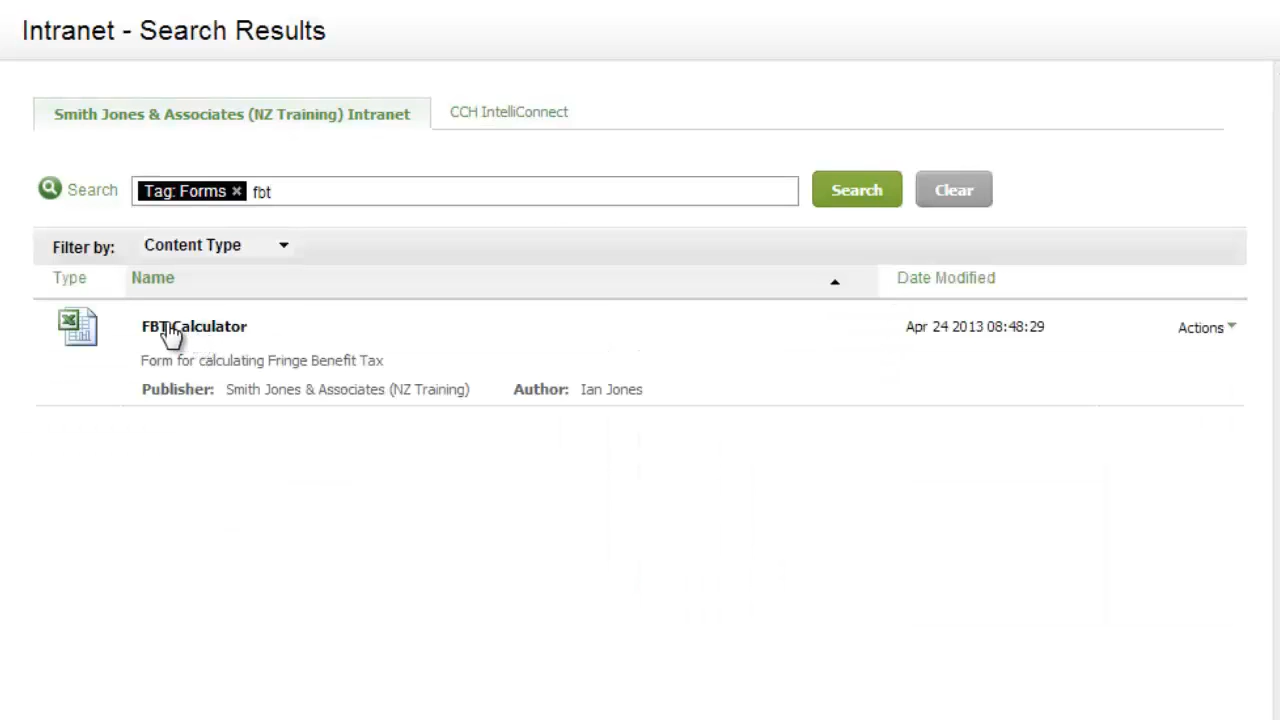 Intranet - Search Results
Smith Jones & Associates (NZ Training) Intranet CCH IntelliConnect
Search Tag: Forms × fbt Search Clear
Filter by: Content Type
Type Name Date Modified
FBT Calculator Apr 24 2013 08:48:29 Actions
Form for calculating Fringe Benefit Tax
Publisher: Smith Jones & Associates (NZ Training) Author: Ian Jones